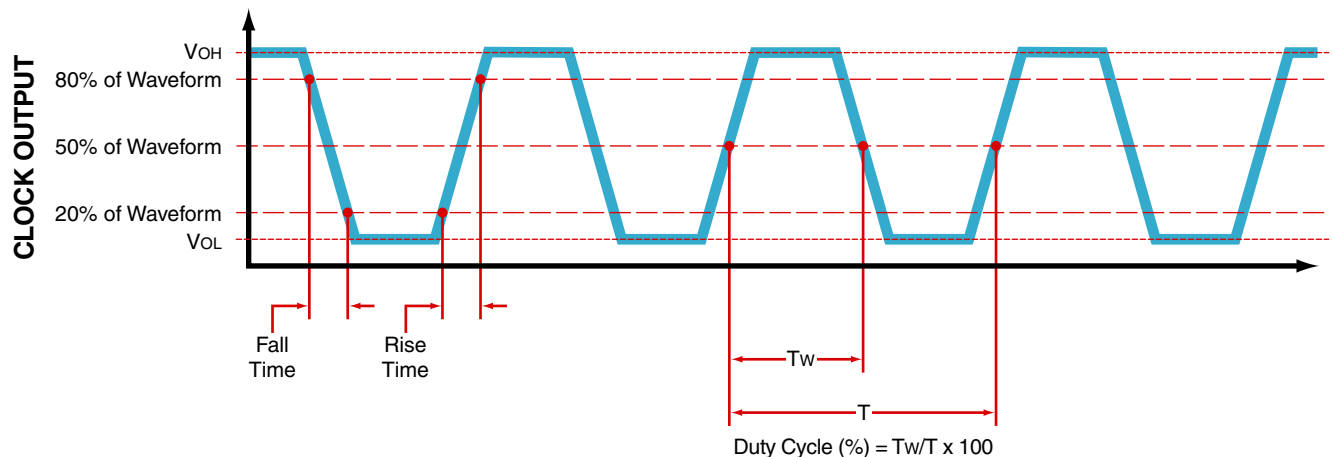 CLOCK OUTPUT
VOH
80% of Waveform
50% of Waveform
20% of Waveform
VOL
Fall
Time
Rise
Time
TW
T
Duty Cycle (%) = TW/T x 100